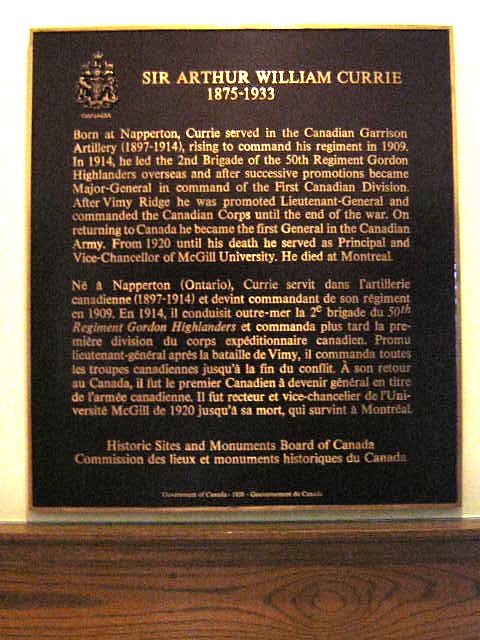 CANADA
SIR ARTHUR WILLIAM CURRIE
1875-1933
Born at Napperton, Currie served in the Canadian Garrison
Artillery (1897-1914), rising to command his regiment in 1909.
In 1914, he led the 2nd Brigade of the 50th Regiment Gordon
Highlanders overseas and after successive promotions became
Major-General in command of the First Canadian Division.
After Vimy Ridge he was promoted Lieutenant-General and
commanded the Canadian Corps until the end of the war. On
returning to Canada he became the first General in the Canadian
Army. From 1920 until his death he served as Principal and
Vice-Chancellor of McGill University. He died at Montreal.
Né à Napperton (Ontario), Currie servit dans l'artillerie
canadienne (1897-1914) et devint commandant de son régiment
en 1909. En 1914, il conduisit outre-mer la 2e brigade du 50th
Regiment Gordon Highlanders et commanda plus tard la pre-
mière division du corps expéditionnaire canadien. Promu
lieutenant-général après la bataille de Vimy, il commanda toutes
les troupes canadiennes jusqu'à la fin du conflit. À son retour
au Canada, il fut le premier Canadien à devenir général en titre
de l'armée canadienne. Il fut recteur et vice-chancelier de l'Uni-
versité McGill de 1920 jusqu'à sa mort, qui survint à Montréal.
Historic Sites and Monuments Board of Canada
Commission des lieux et monuments historiques du Canada
Government of Canada - - Gouvernement du Canada